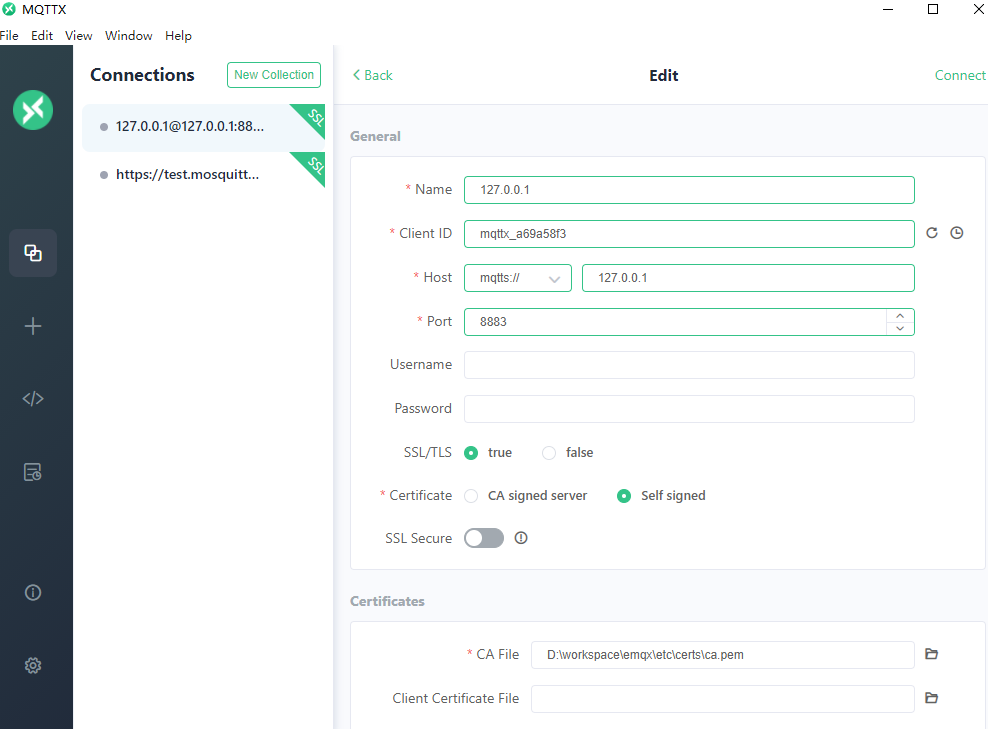 MQTTX
File Edit View Window Help
Connections
New Collection
127.0.0.1@127.0.0.1:88...
SSL
https://test.mosquitt...
SSL
Back
Edit
Connect
General
* Name 127.0.0.1
* Client ID mqttx_a69a58f3
* Host mqtts:// 127.0.0.1
* Port 8883
Username
Password
SSL/TLS true false
* Certificate CA signed server Self signed
SSL Secure
Certificates
* CA File D:\workspace\emqx\etc\certs\ca.pem
Client Certificate File